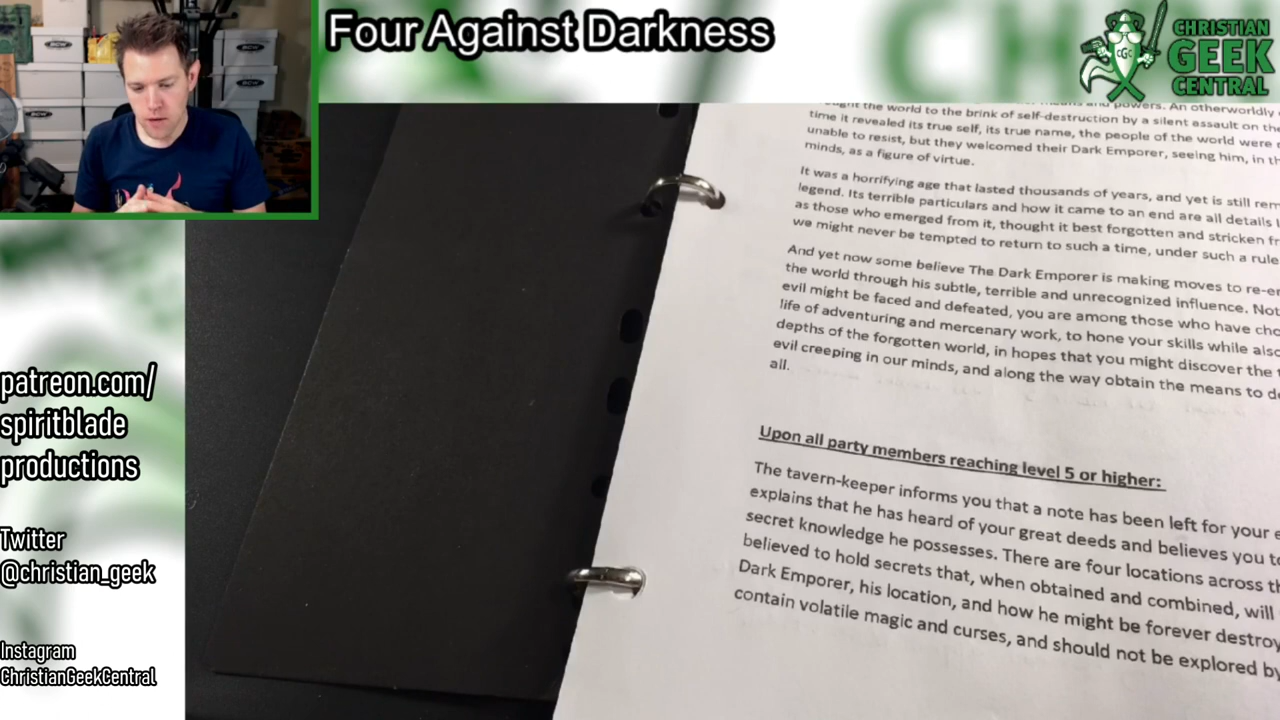 Four Against Darkness
CHRISTIAN
GEEK
CENTRAL
CGC
patreon.com/
spiritblade
productions
Twitter
@christian_geek
Instagram
ChristianGeekCentral
the world to the brink of self-destruction by a silent assault on the
time it revealed its true self, its true name, the people of the world were
unable to resist, but they welcomed their Dark Emporer, seeing him, in
minds, as a figure of virtue.
It was a horrifying age that lasted thousands of years, and yet is still
legend. Its terrible particulars and how it came to an end are all details
as those who emerged from it, thought it best forgotten and stricken
we might never be tempted to return to such a time, under such a rule
And yet now some believe The Dark Emporer is making moves to
the world through his subtle, terrible and unrecognized influence.
evil might be faced and defeated, you are among those who have
life of adventuring and mercenary work, to hone your skills while
depths of the forgotten world, in hopes that you might discover the
evil creeping in our minds, and along the way obtain the means to
all.
Upon all party members reaching level 5 or higher:
The tavern-keeper informs you that a note has been left for your
explains that he has heard of your great deeds and believes you
secret knowledge he possesses. There are four locations across
believed to hold secrets that, when obtained and combined, will
Dark Emporer, his location, and how he might be forever
contain volatile magic and curses, and should not be explored by